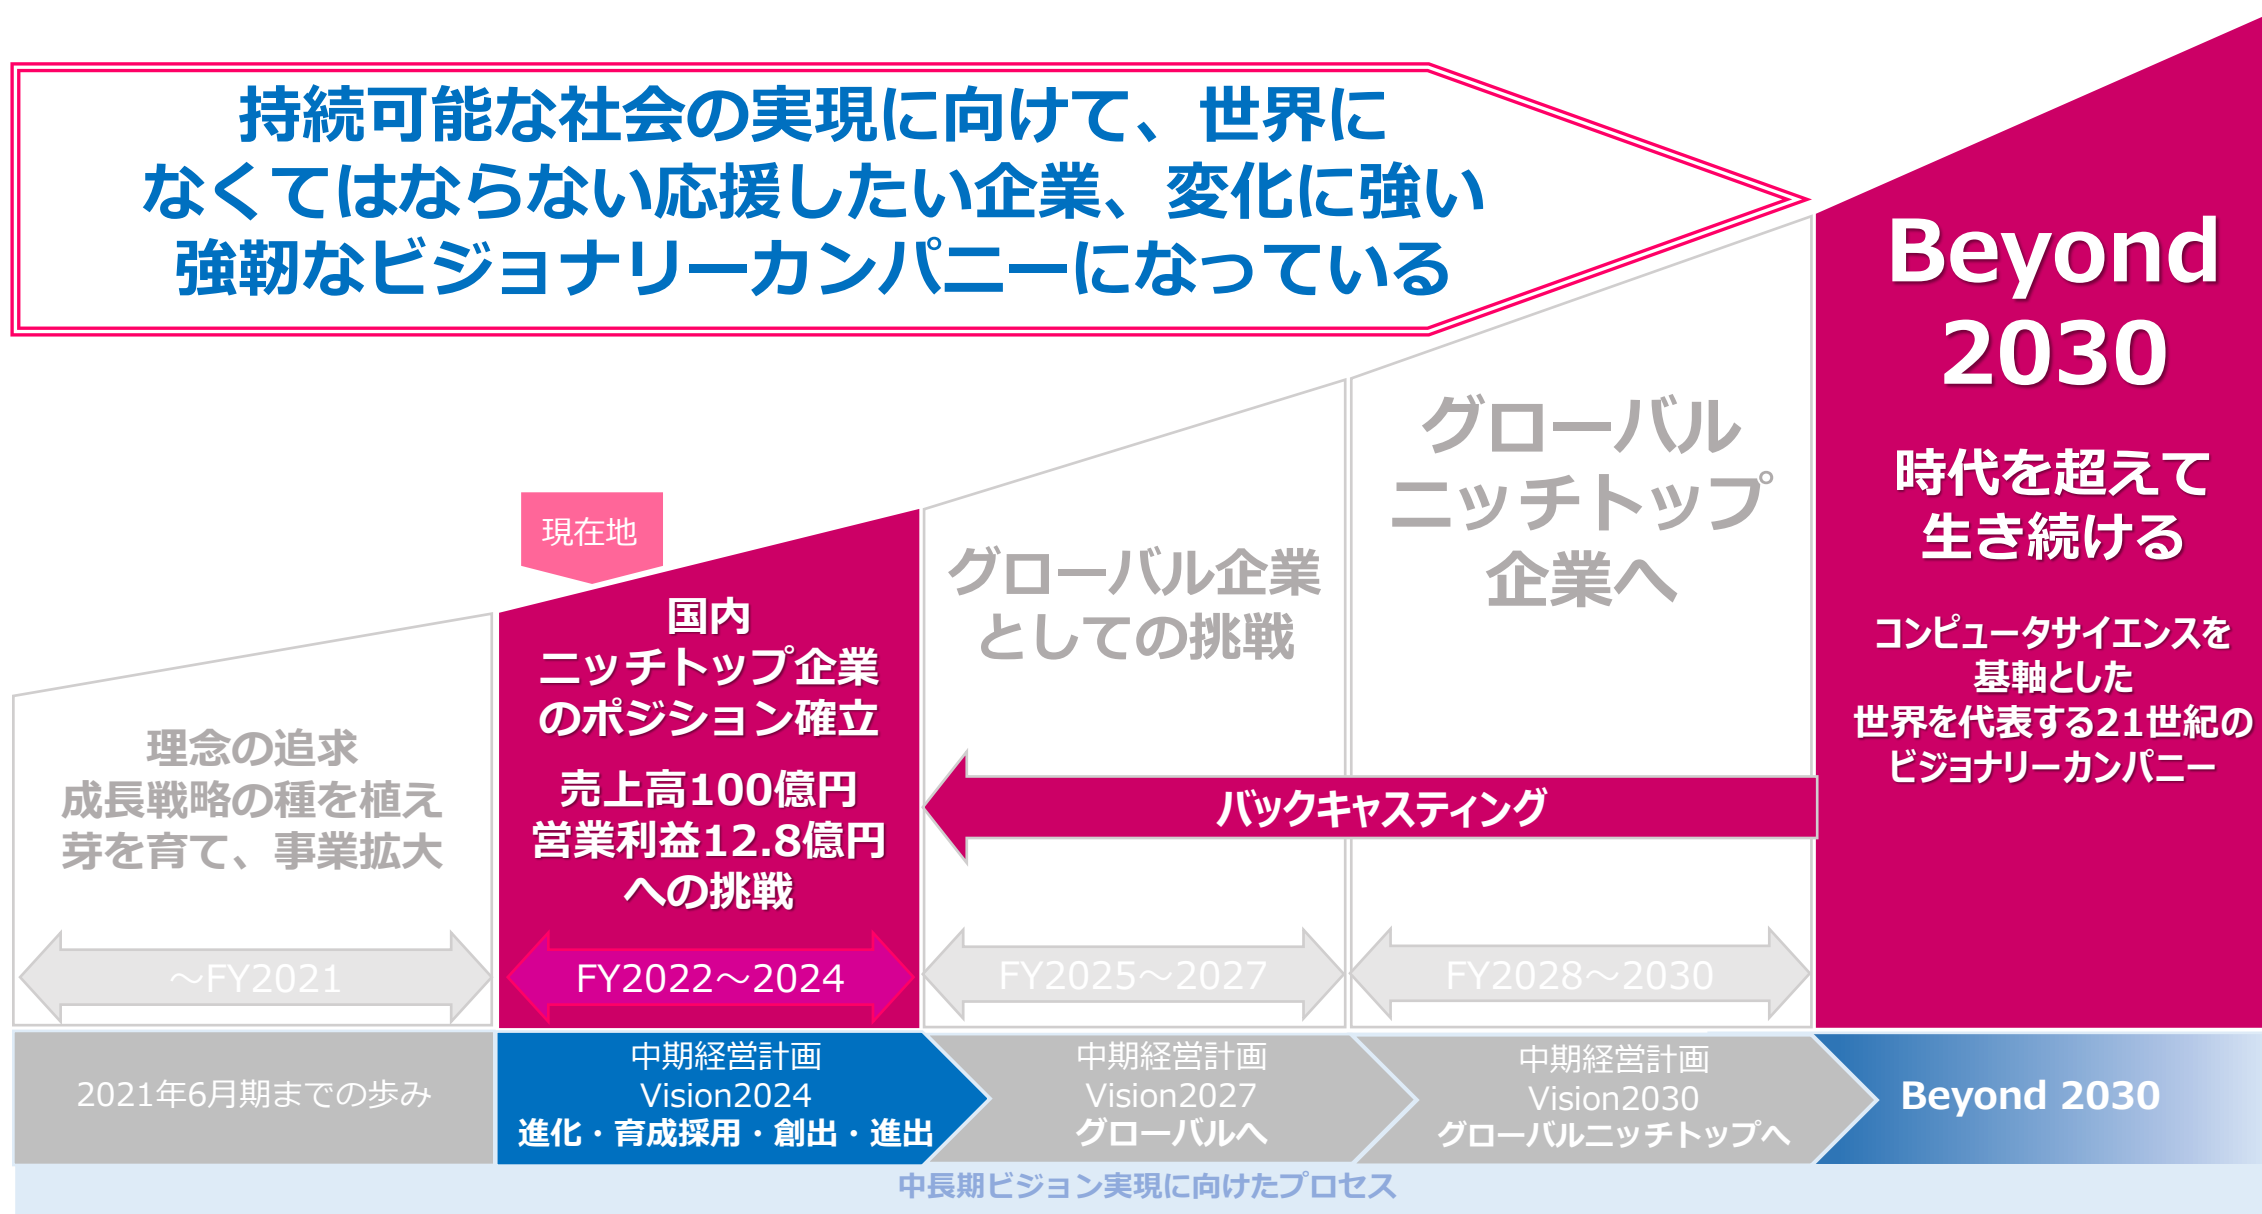 持続可能な社会の実現に向けて、世界に
なくてはならない応援したい企業、変化に強い
強靭なビジョナリーカンパニーになっている
Beyond
2030
時代を超えて
生き続ける
コンピュータサイエンスを
基軸とした
世界を代表する21世紀の
ビジョナリーカンパニー
グローバル
ニッチトップ
企業へ
グローバル企業
としての挑戦
現在地
国内
ニッチトップ企業
のポジション確立
売上高100億円
営業利益12.8億円
への挑戦
理念の追求
成長戦略の種を植え
芽を育て、事業拡大
バックキャスティング
～FY2021
FY2022～2024
FY2025～2027
FY2028～2030
2021年6月期までの歩み
中期経営計画
Vision2024
進化・育成採用・創出・進出
中期経営計画
Vision2027
グローバルへ
中期経営計画
Vision2030
グローバルニッチトップへ
Beyond 2030
中長期ビジョン実現に向けたプロセス